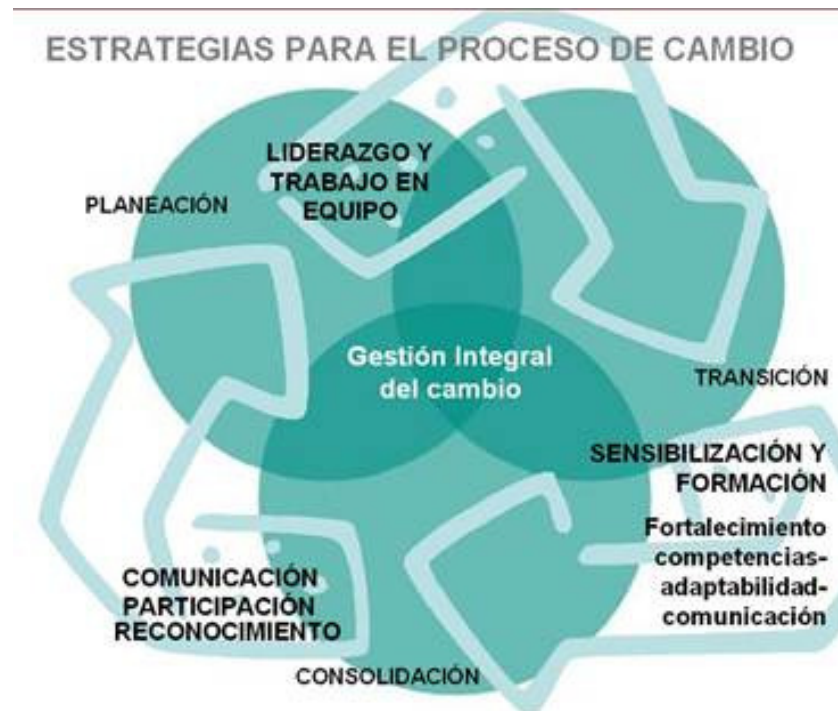 ESTRATEGIAS PARA EL PROCESO DE CAMBIO
LIDERAZGO Y
TRABAJO EN
EQUIPO
PLANEACIÓN
Gestión Integral
del cambio
TRANSICIÓN
SENSIBILIZACIÓN Y
FORMACIÓN
Fortalecimiento
competencias-
adaptabilidad-
comunicación
COMUNICACIÓN
PARTICIPACIÓN
RECONOCIMIENTO
CONSOLIDACIÓN